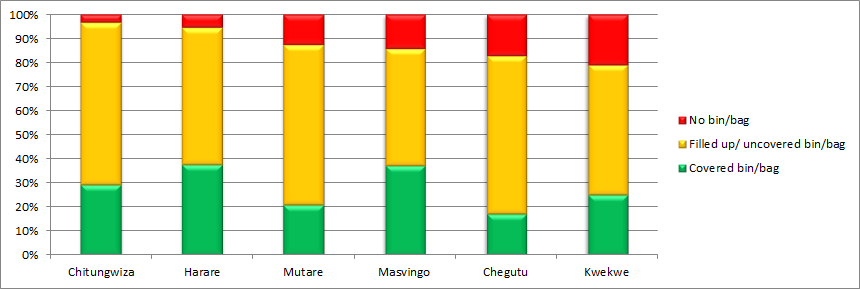 100%
90%
80%
70%
60%
50%
40%
30%
20%
10%
0%
Chitungwiza Harare Mutare Masvingo Chegutu Kwekwe
No bin/bag
Filled up/ uncovered bin/bag
Covered bin/bag